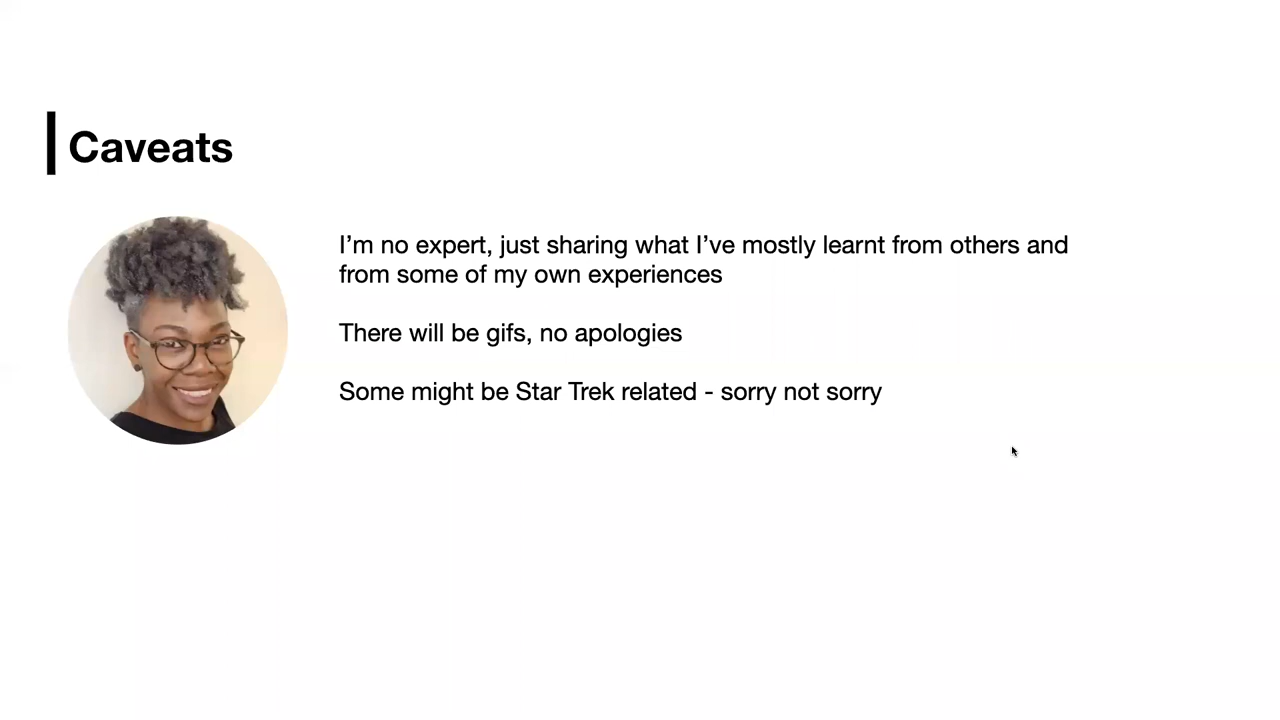 Caveats
I’m no expert, just sharing what I’ve mostly learnt from others and
from some of my own experiences
There will be gifs, no apologies
Some might be Star Trek related - sorry not sorry